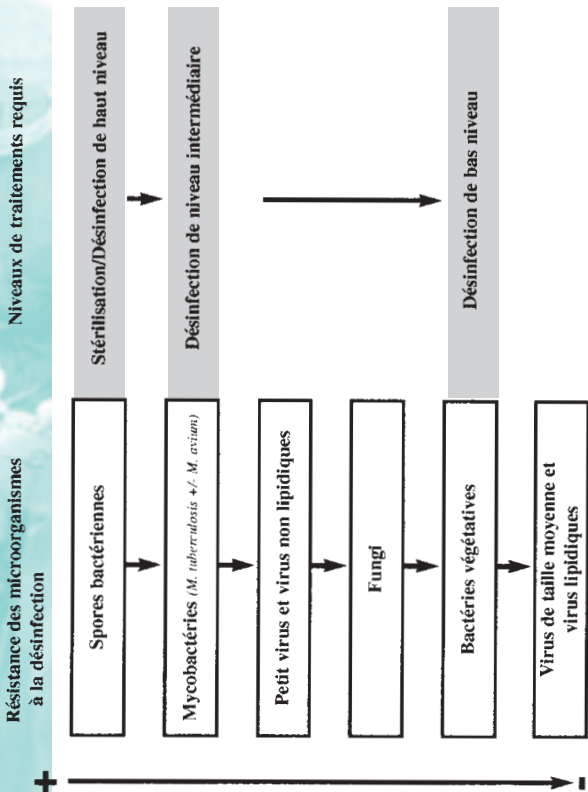 Résistance des microorganismes
à la désinfection
Niveaux de traitements requis
+
Spores bactériennes
Stérilisation/Désinfection de haut niveau
Mycobactéries (M. tuberculosis +/- M. avium)
Désinfection de niveau intermédiaire
Petit virus et virus non lipidiques
Fungi
Bactéries végétatives
Désinfection de bas niveau
Virus de taille moyenne et
virus lipidiques
-